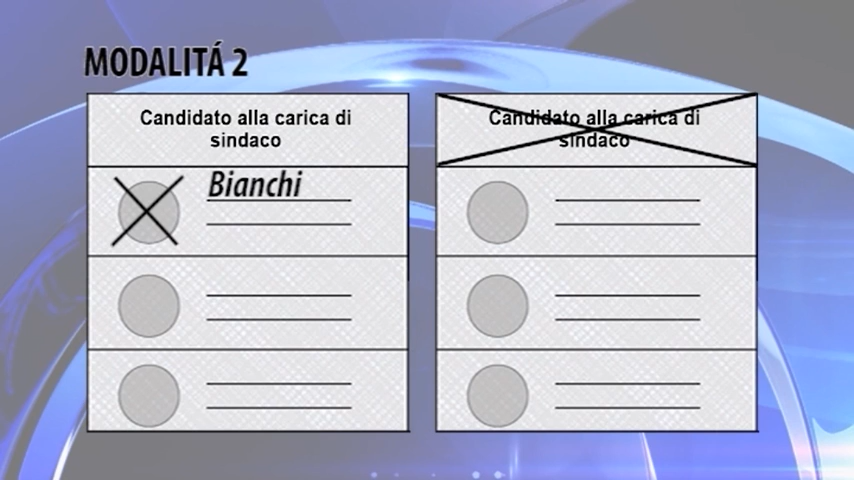 MODALITÁ 2
Candidato alla carica di
sindaco
Bianchi
Candidato alla carica di
sindaco